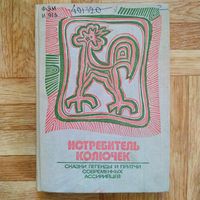 ИСТРЕБИТЕЛЬ
КОЛЮЧЕК
СКАЗКИ, ЛЕГЕНДЫ И ПРИТЧИ
СОВРЕМЕННЫХ
АССИРИЙЦЕВ